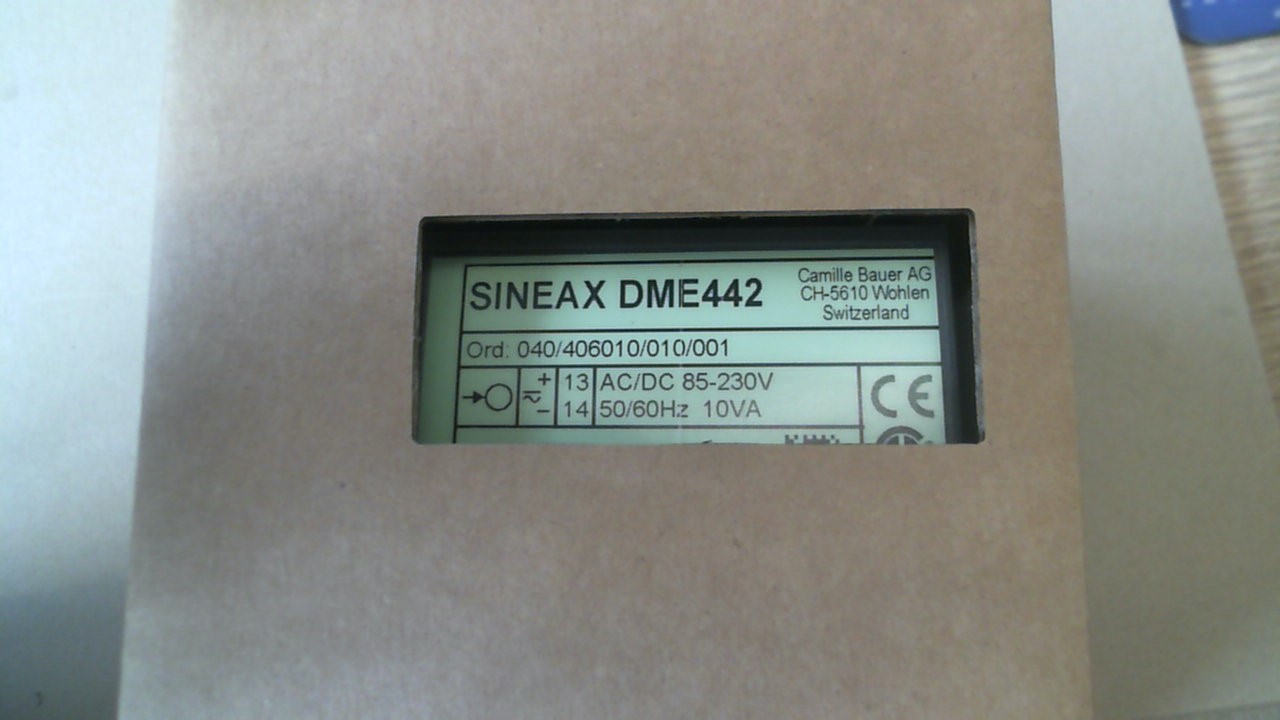 SINEAX DME442
Camille Bauer AG
CH-5610 Wohlen
Switzerland
Ord: 040/406010/010/001
+ 13 AC/DC 85-230V
− 14 50/60Hz 10VA
CE